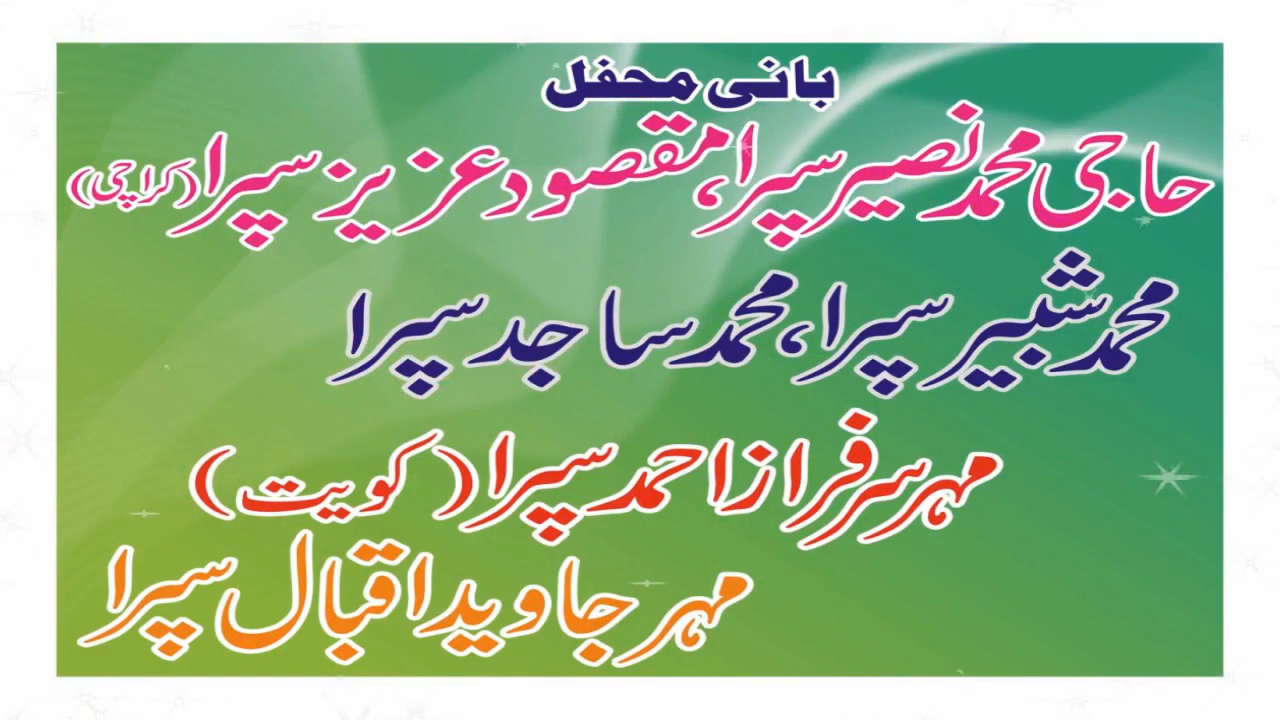 بانی محفل
حاجی محمد نصیر سپرا، مقصود عزیز سپرا (کراچی)
محمد شبیر سپرا، محمد ساجد سپرا
مہر سرفراز احمد سپرا (کویت)
مہر جاوید اقبال سپرا